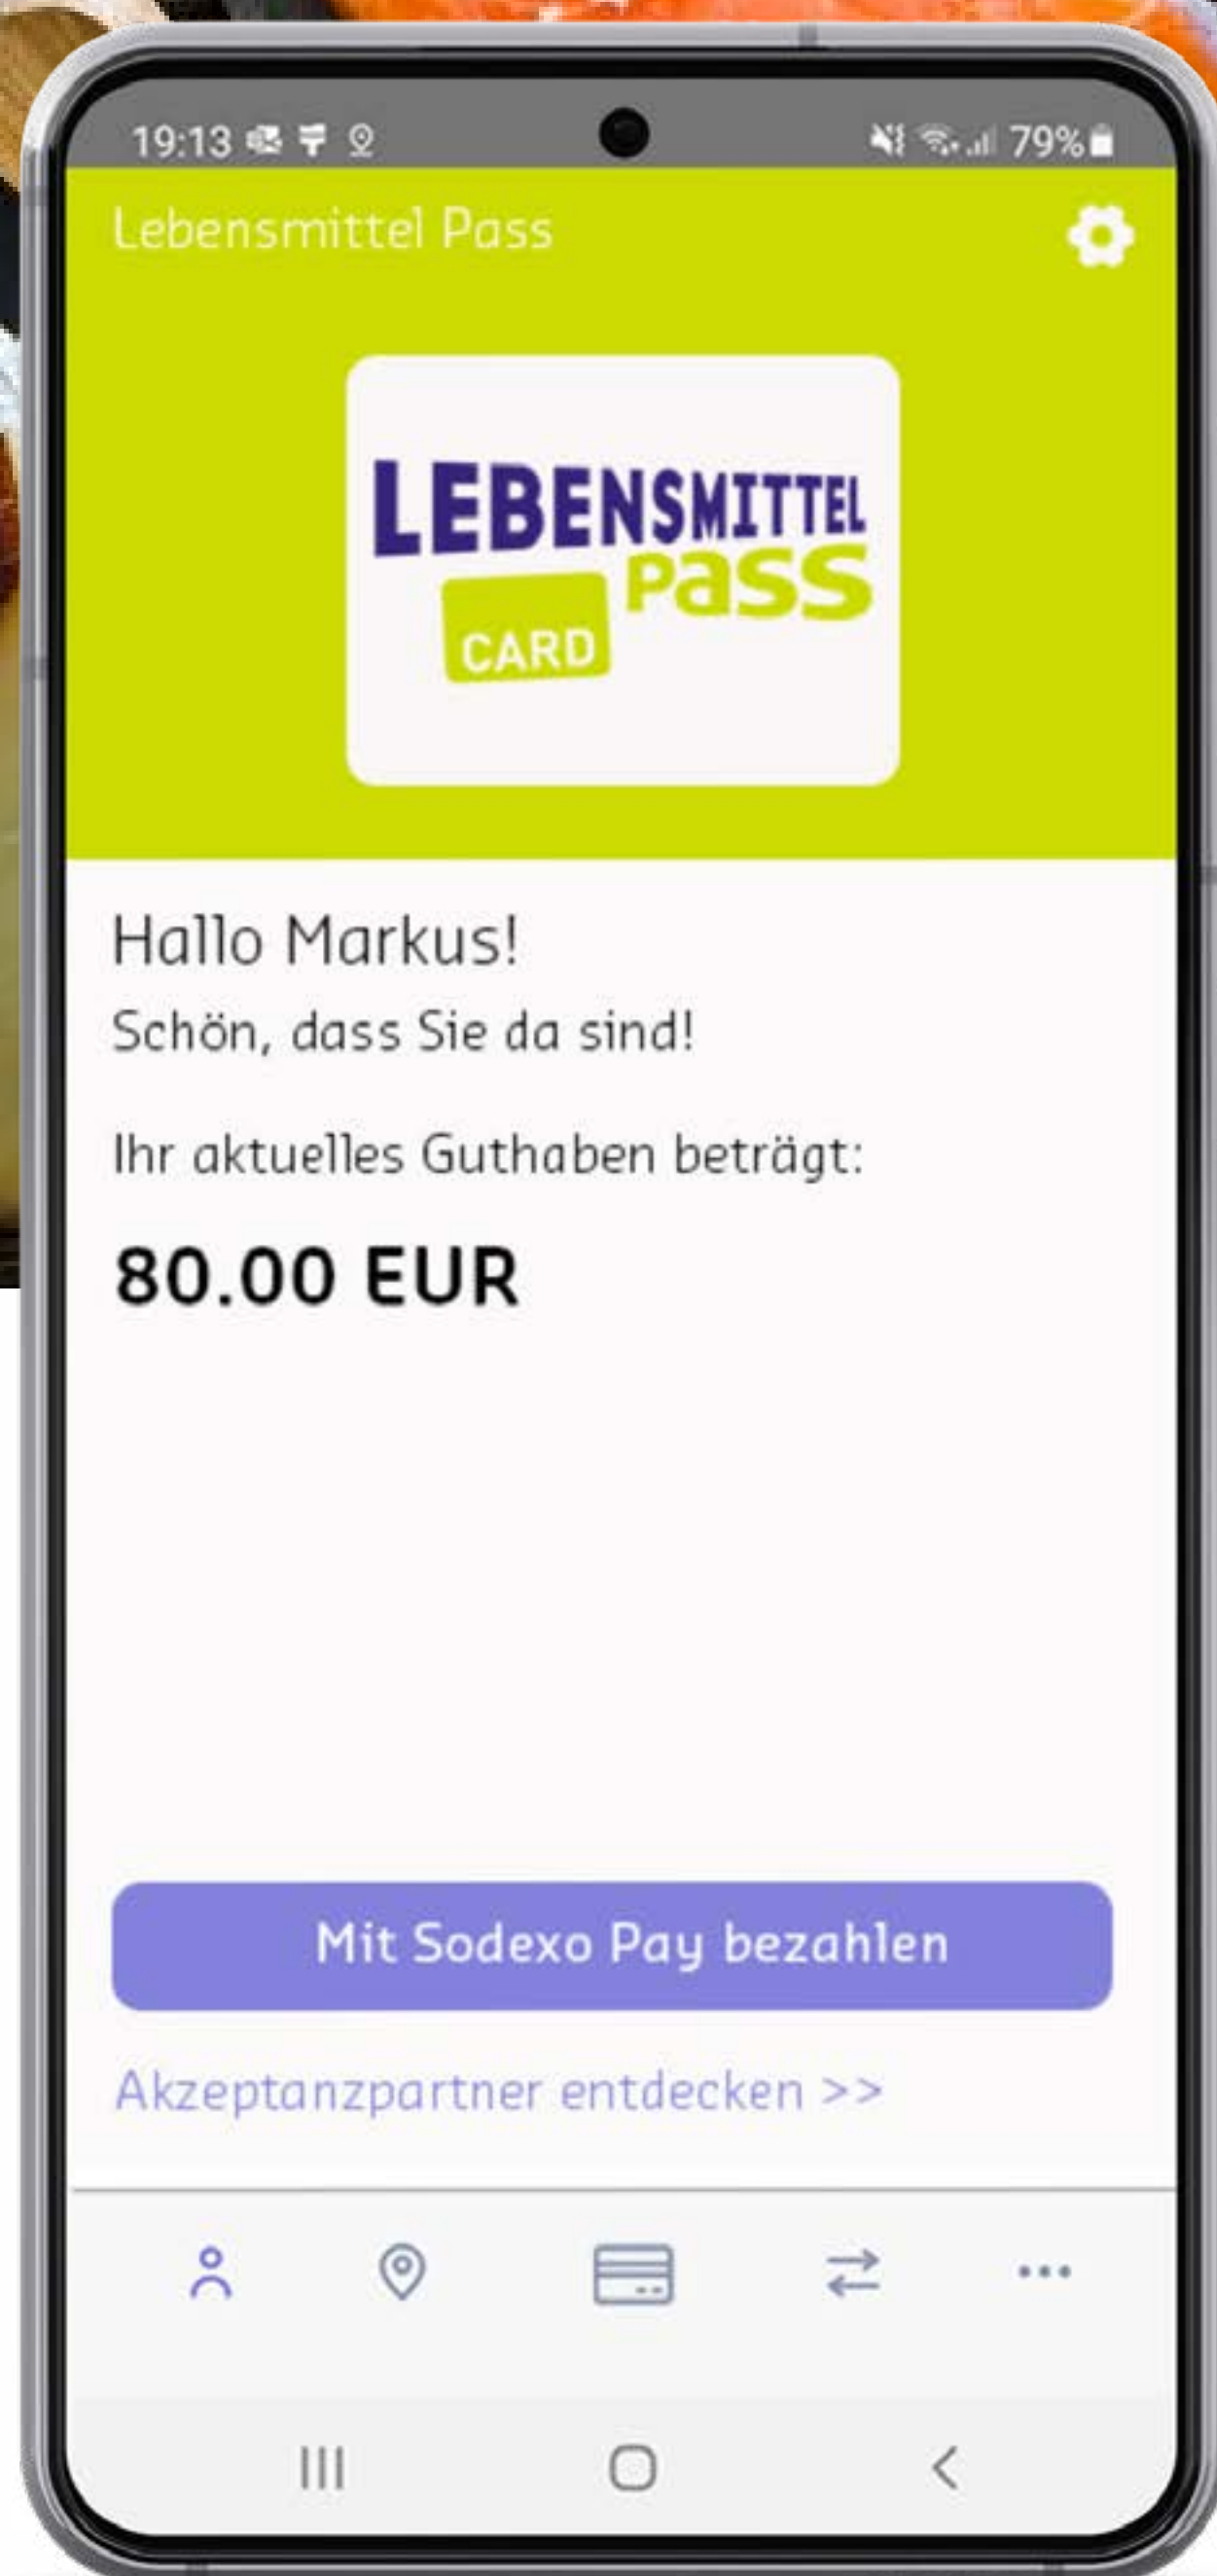 19:13
79%
Lebensmittel Pass
LEBENSMITTEL
Pass
CARD
Hallo Markus!
Schön, dass Sie da sind!
Ihr aktuelles Guthaben beträgt:
80.00 EUR
Mit Sodexo Pay bezahlen
Akzeptanzpartner entdecken >>